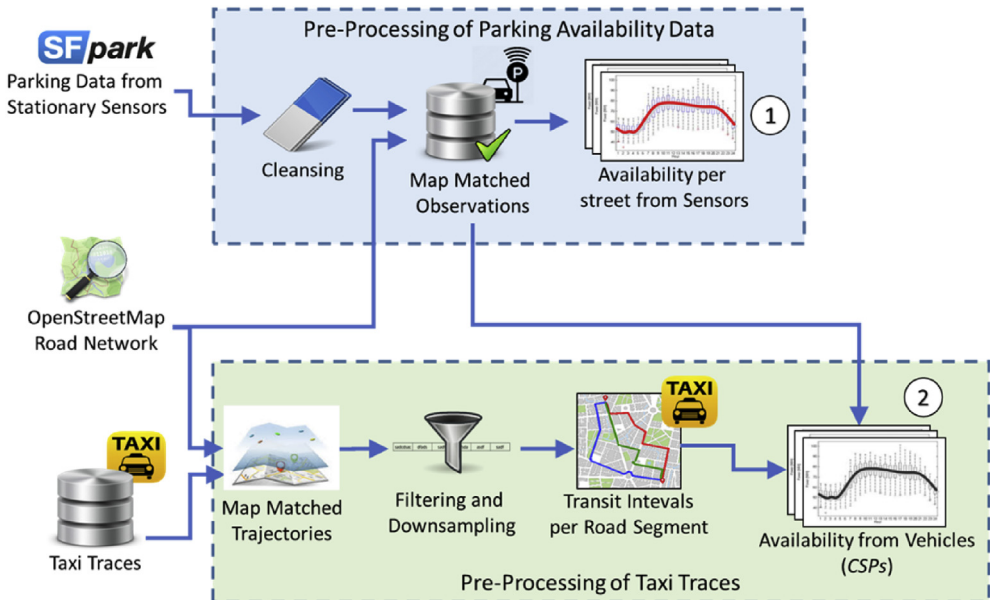 Pre-Processing of Parking Availability Data
SFpark
Parking Data from
Stationary Sensors
P
1
Cleansing
Map Matched
Observations
Availability per
street from Sensors
OpenStreetMap
Road Network
TAXI
2
TAXI
Map Matched
Trajectories
Filtering and
Downsampling
Transit Intevals
per Road Segment
Availability from Vehicles
(CSPs)
Taxi Traces
Pre-Processing of Taxi Traces